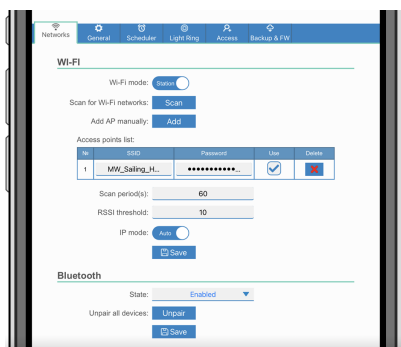 Networks General Scheduler Light Ring Access Backup & FW
Wi-Fi
Wi-Fi mode: Station
Scan for Wi-Fi networks: Scan
Add AP manually: Add
Access points list:
№ SSID Password Use Delete
1 MW_Sailing_H... ●●●●●●●●●●●...
Scan period(s): 60
RSSI threshold: 10
IP mode: Auto
Save
Bluetooth
State: Enabled
Unpair all devices: Unpair
Save